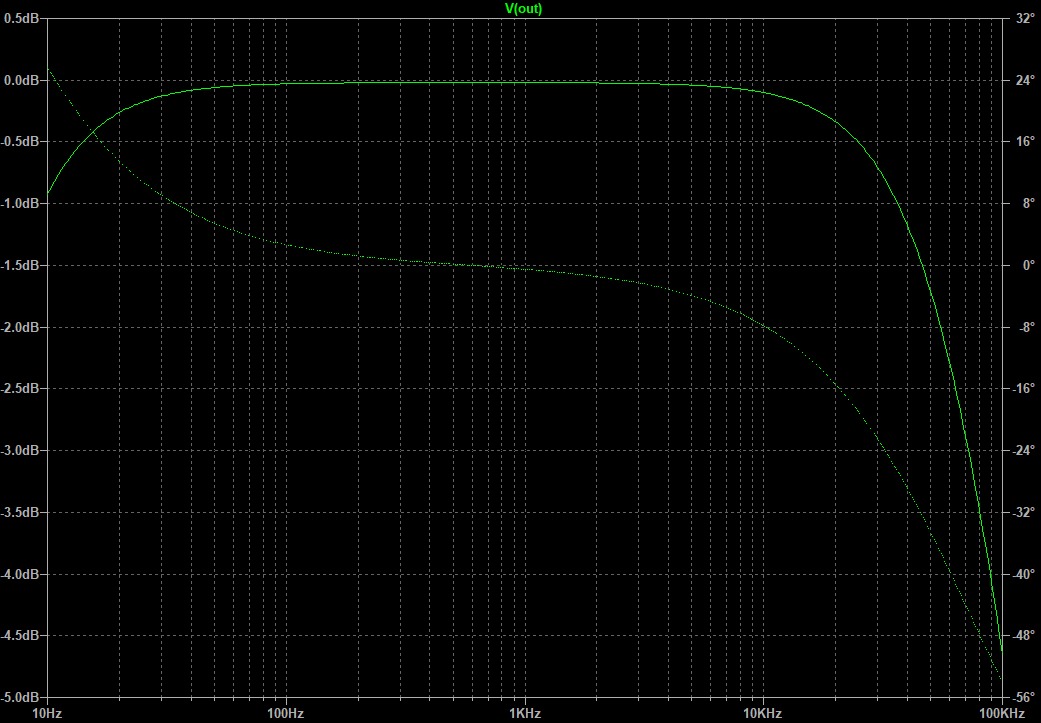 V(out)
0.5dB
0.0dB
-0.5dB
-1.0dB
-1.5dB
-2.0dB
-2.5dB
-3.0dB
-3.5dB
-4.0dB
-4.5dB
-5.0dB
32°
24°
16°
8°
0°
-8°
-16°
-24°
-32°
-40°
-48°
-56°
10Hz 100Hz 1KHz 10KHz 100KHz